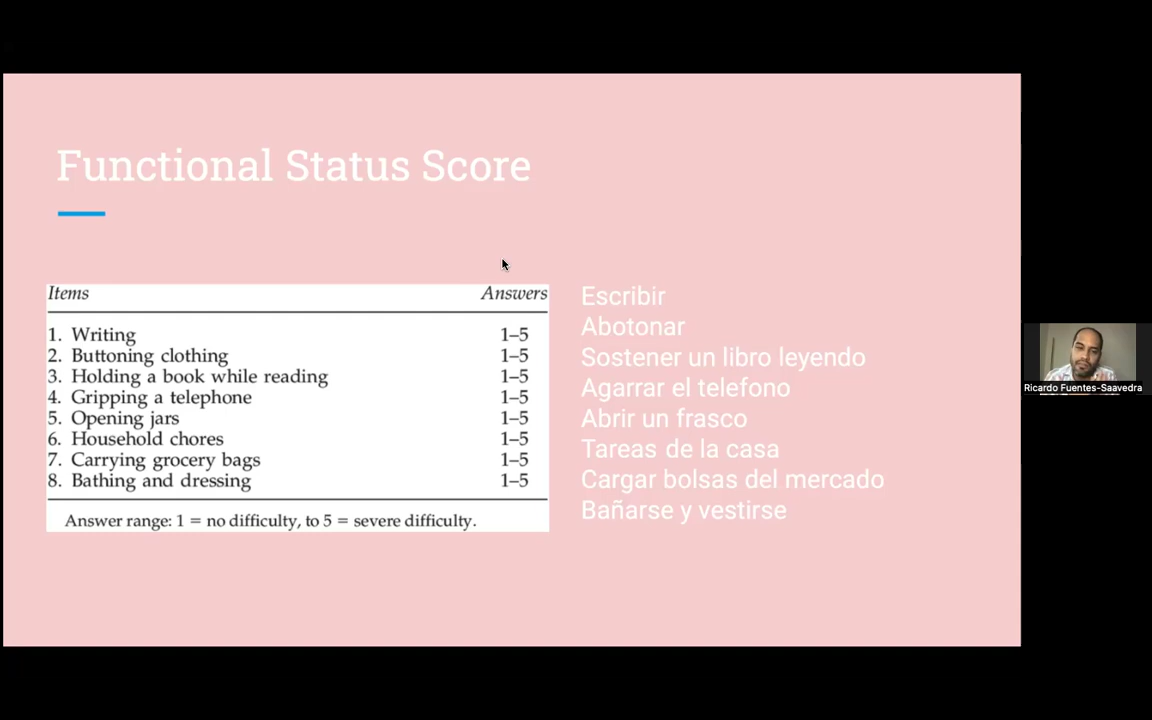 Functional Status Score
Items Answers
1. Writing 1–5
2. Buttoning clothing 1–5
3. Holding a book while reading 1–5
4. Gripping a telephone 1–5
5. Opening jars 1–5
6. Household chores 1–5
7. Carrying grocery bags 1–5
8. Bathing and dressing 1–5
Answer range: 1 = no difficulty, to 5 = severe difficulty.
Escribir
Abotonar
Sostener un libro leyendo
Agarrar el telefono
Abrir un frasco
Tareas de la casa
Cargar bolsas del mercado
Bañarse y vestirse
Ricardo Fuentes-Saavedra